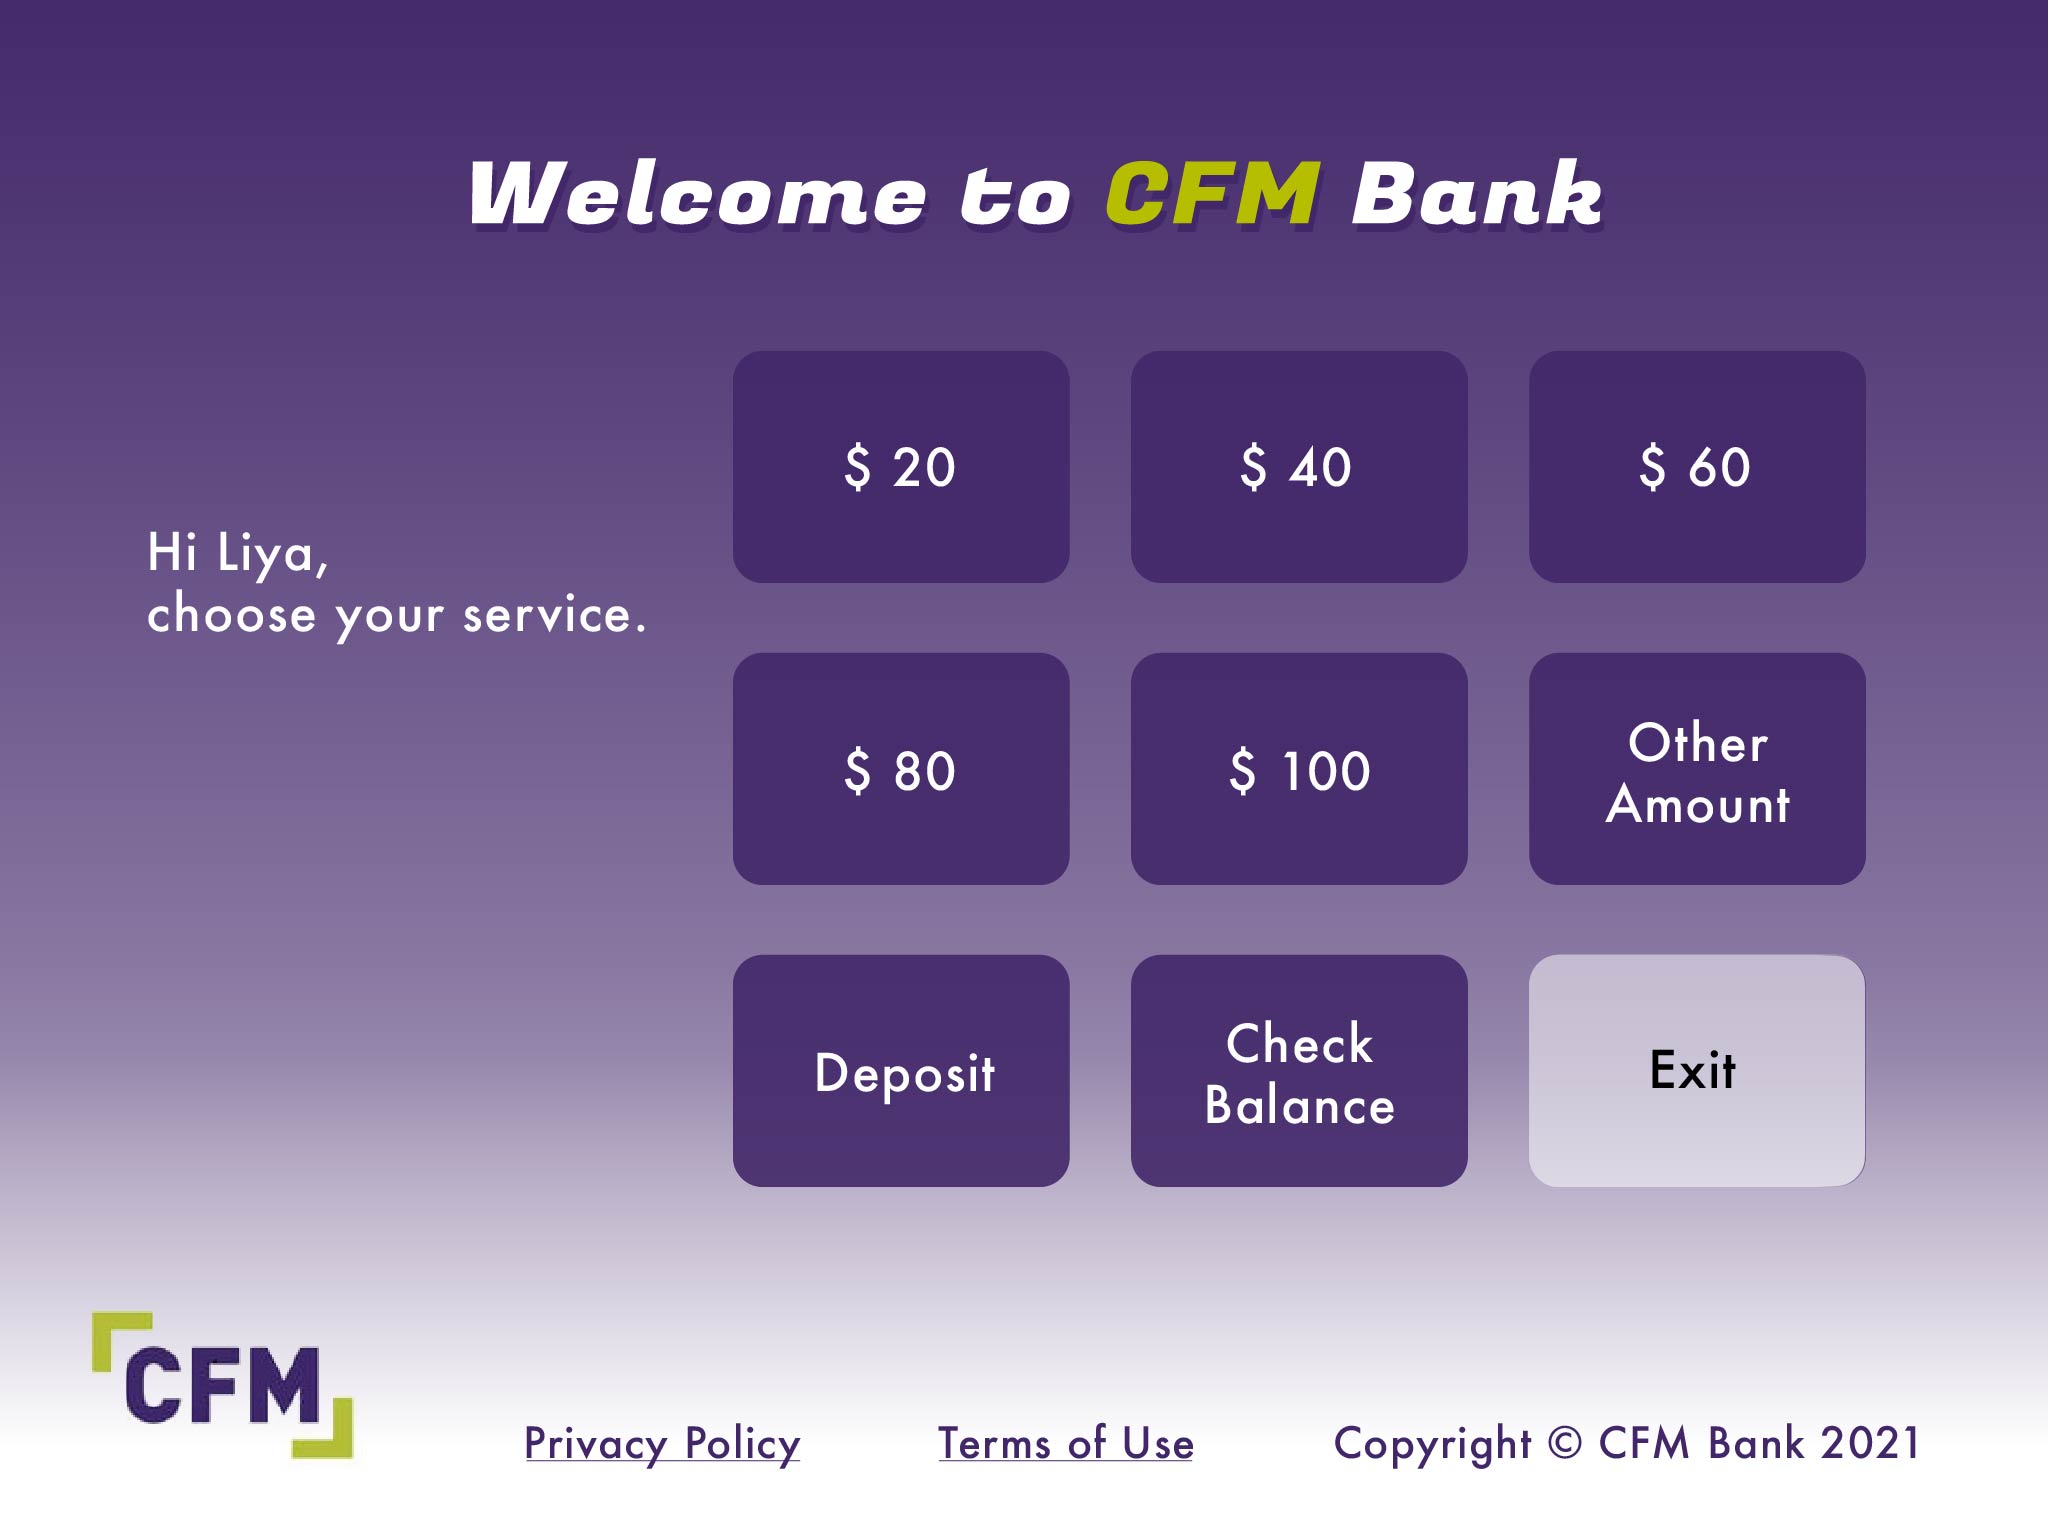 Welcome to CFM Bank
Hi Liya,
choose your service.
$ 20
$ 40
$ 60
$ 80
$ 100
Other
Amount
Deposit
Check
Balance
Exit
CFM
Privacy Policy
Terms of Use
Copyright © CFM Bank 2021